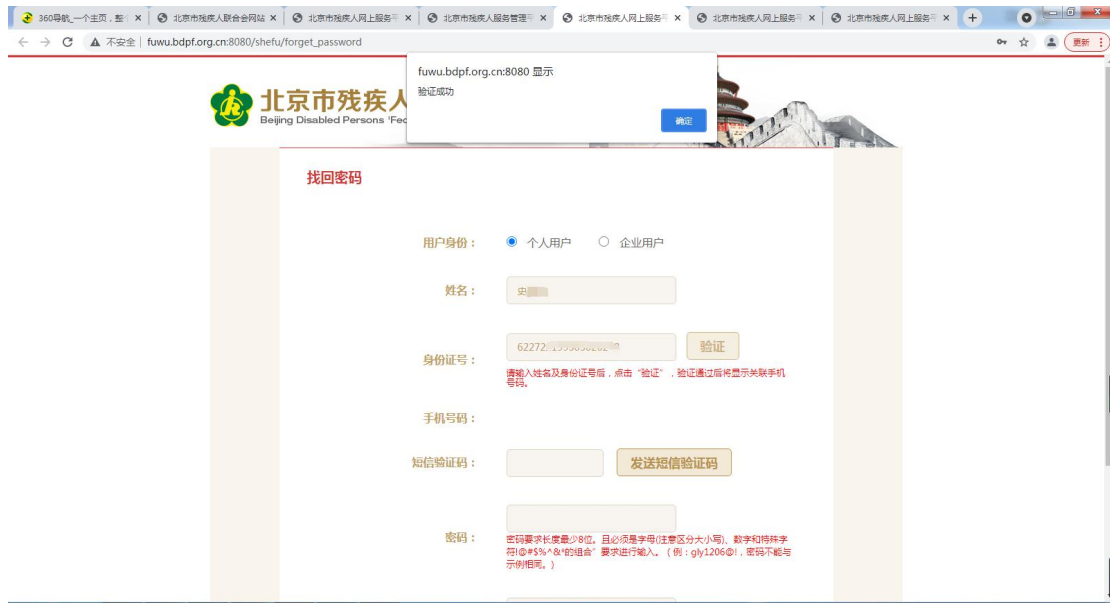 360导航_一个主页，整个
北京市残疾人联合会网站
北京市残疾人网上服务平
北京市残疾人服务管理平
北京市残疾人网上服务平
北京市残疾人网上服务平
北京市残疾人网上服务平
不安全 | fuwu.bdpf.org.cn:8080/shefu/forget_password
更新
fuwu.bdpf.org.cn:8080 显示
验证成功
确定
北京市残疾人
Beijing Disabled Persons 'Fec
找回密码
用户身份：
个人用户
企业用户
姓名：
史
身份证号：
62272
验证
请输入姓名及身份证号后，点击“验证”，验证通过后将显示关联手机
号码。
手机号码：
短信验证码：
发送短信验证码
密码：
密码要求长度最少8位。且必须是字母(注意区分大小写)、数字和特殊字
符!@#$%^&*的组合”要求进行输入。（例：gly1206@!，密码不能与
示例相同。）